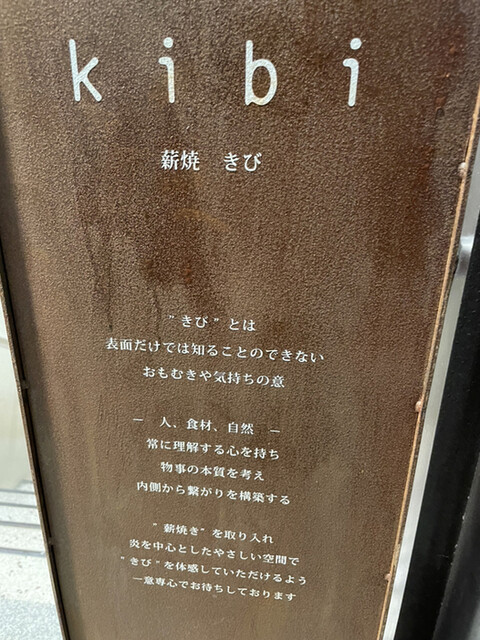 kibi
薪焼 きび
"きび"とは
表面だけでは知ることのできない
おもむきや気持ちの意
― 人、食材、自然 ―
常に理解する心を持ち
物事の本質を考え
内側から繋がりを構築する
"薪焼き"を取り入れ
炎を中心としたやさしい空間で
"きび"を体感していただけるよう
一意専心でお待ちしております